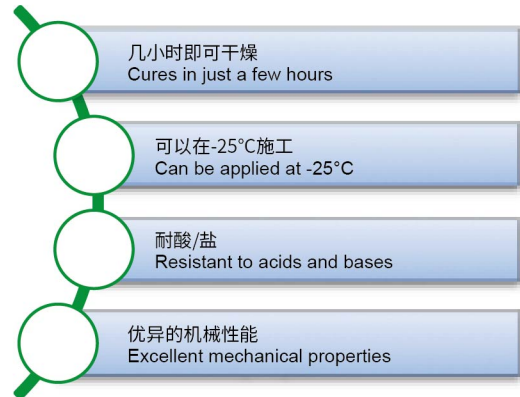 几小时即可干燥
Cures in just a few hours
可以在-25°C施工
Can be applied at -25°C
耐酸/盐
Resistant to acids and bases
优异的机械性能
Excellent mechanical properties